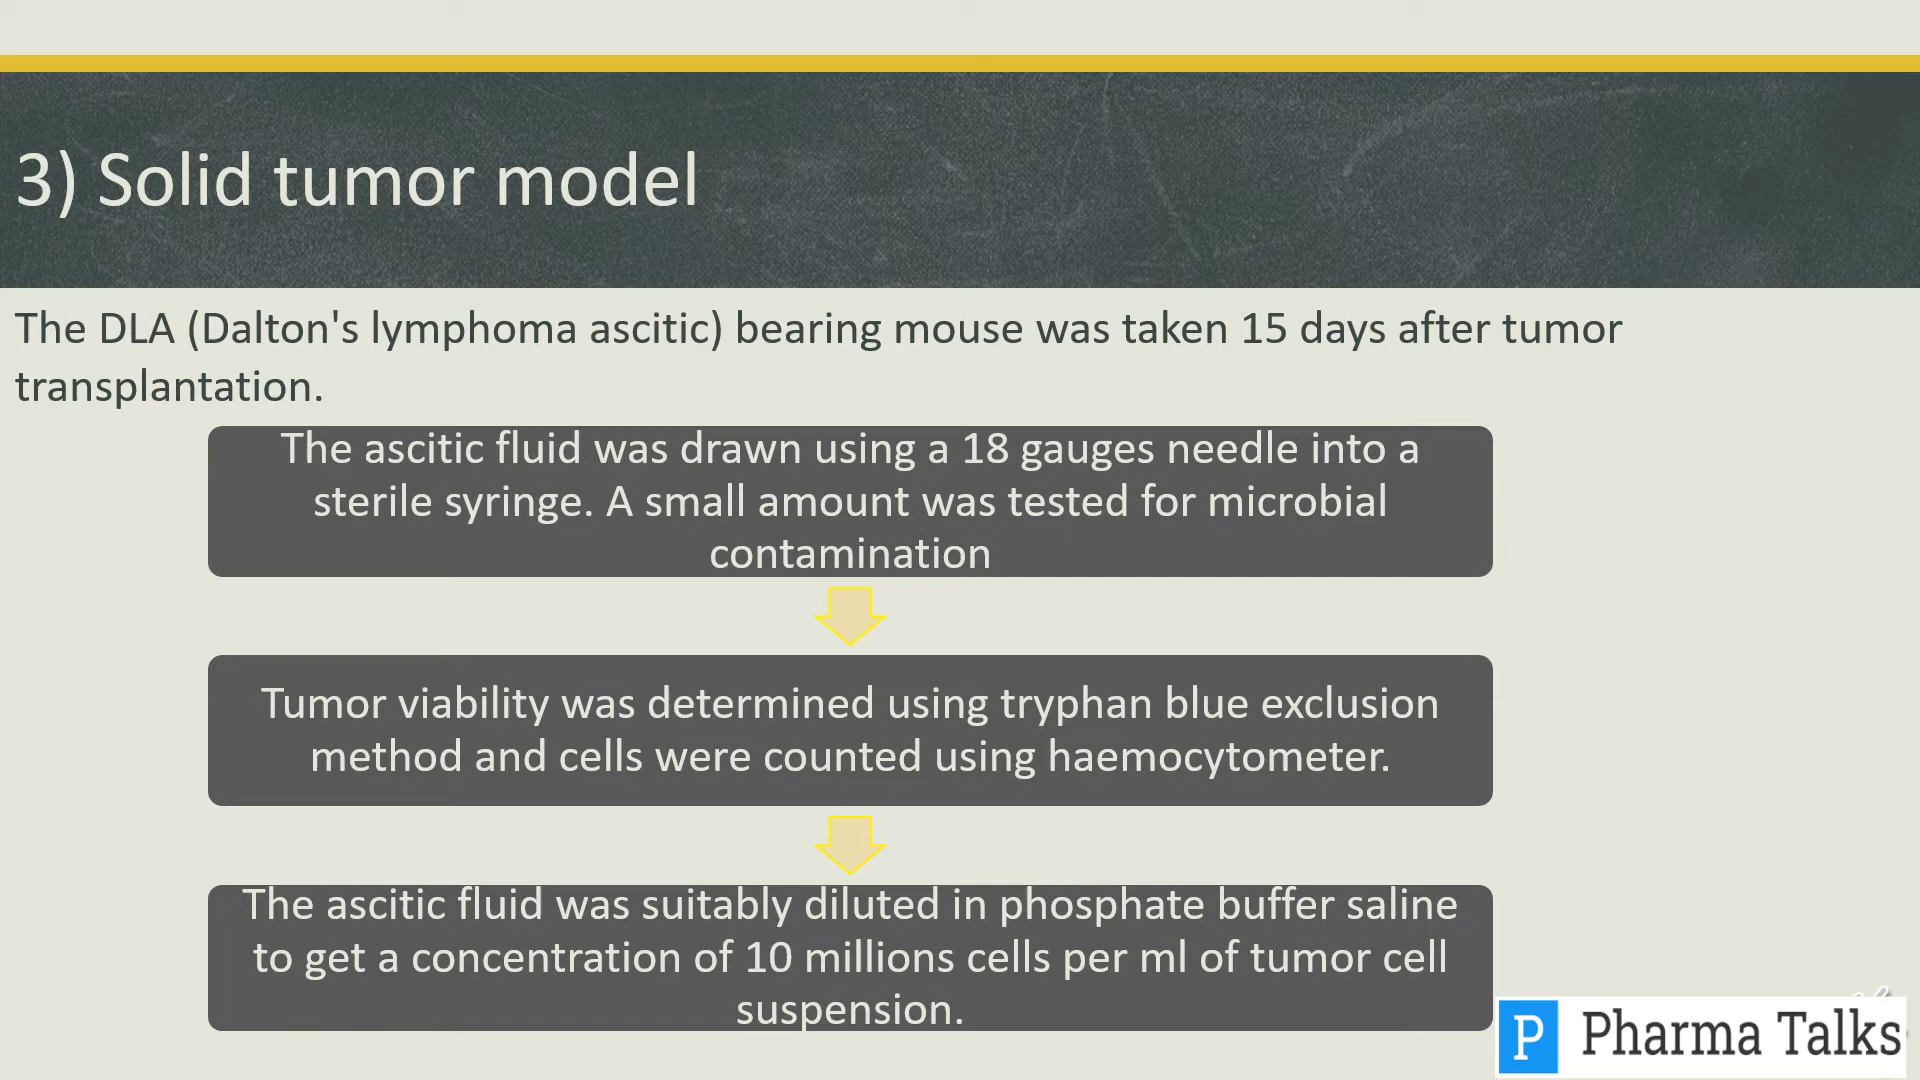 3) Solid tumor model
The DLA (Dalton's lymphoma ascitic) bearing mouse was taken 15 days after tumor
transplantation.
The ascitic fluid was drawn using a 18 gauges needle into a
sterile syringe. A small amount was tested for microbial
contamination
Tumor viability was determined using tryphan blue exclusion
method and cells were counted using haemocytometer.
The ascitic fluid was suitably diluted in phosphate buffer saline
to get a concentration of 10 millions cells per ml of tumor cell
suspension.
P Pharma Talks